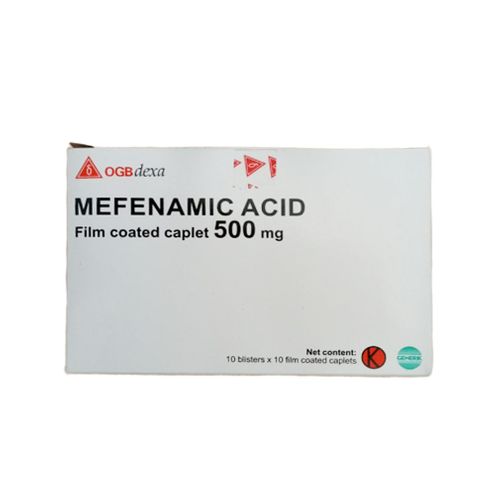 OGBdexa
MEFENAMIC ACID
Film coated caplet 500 mg
Net content:
10 blisters x 10 film coated caplets
K
GENERIK